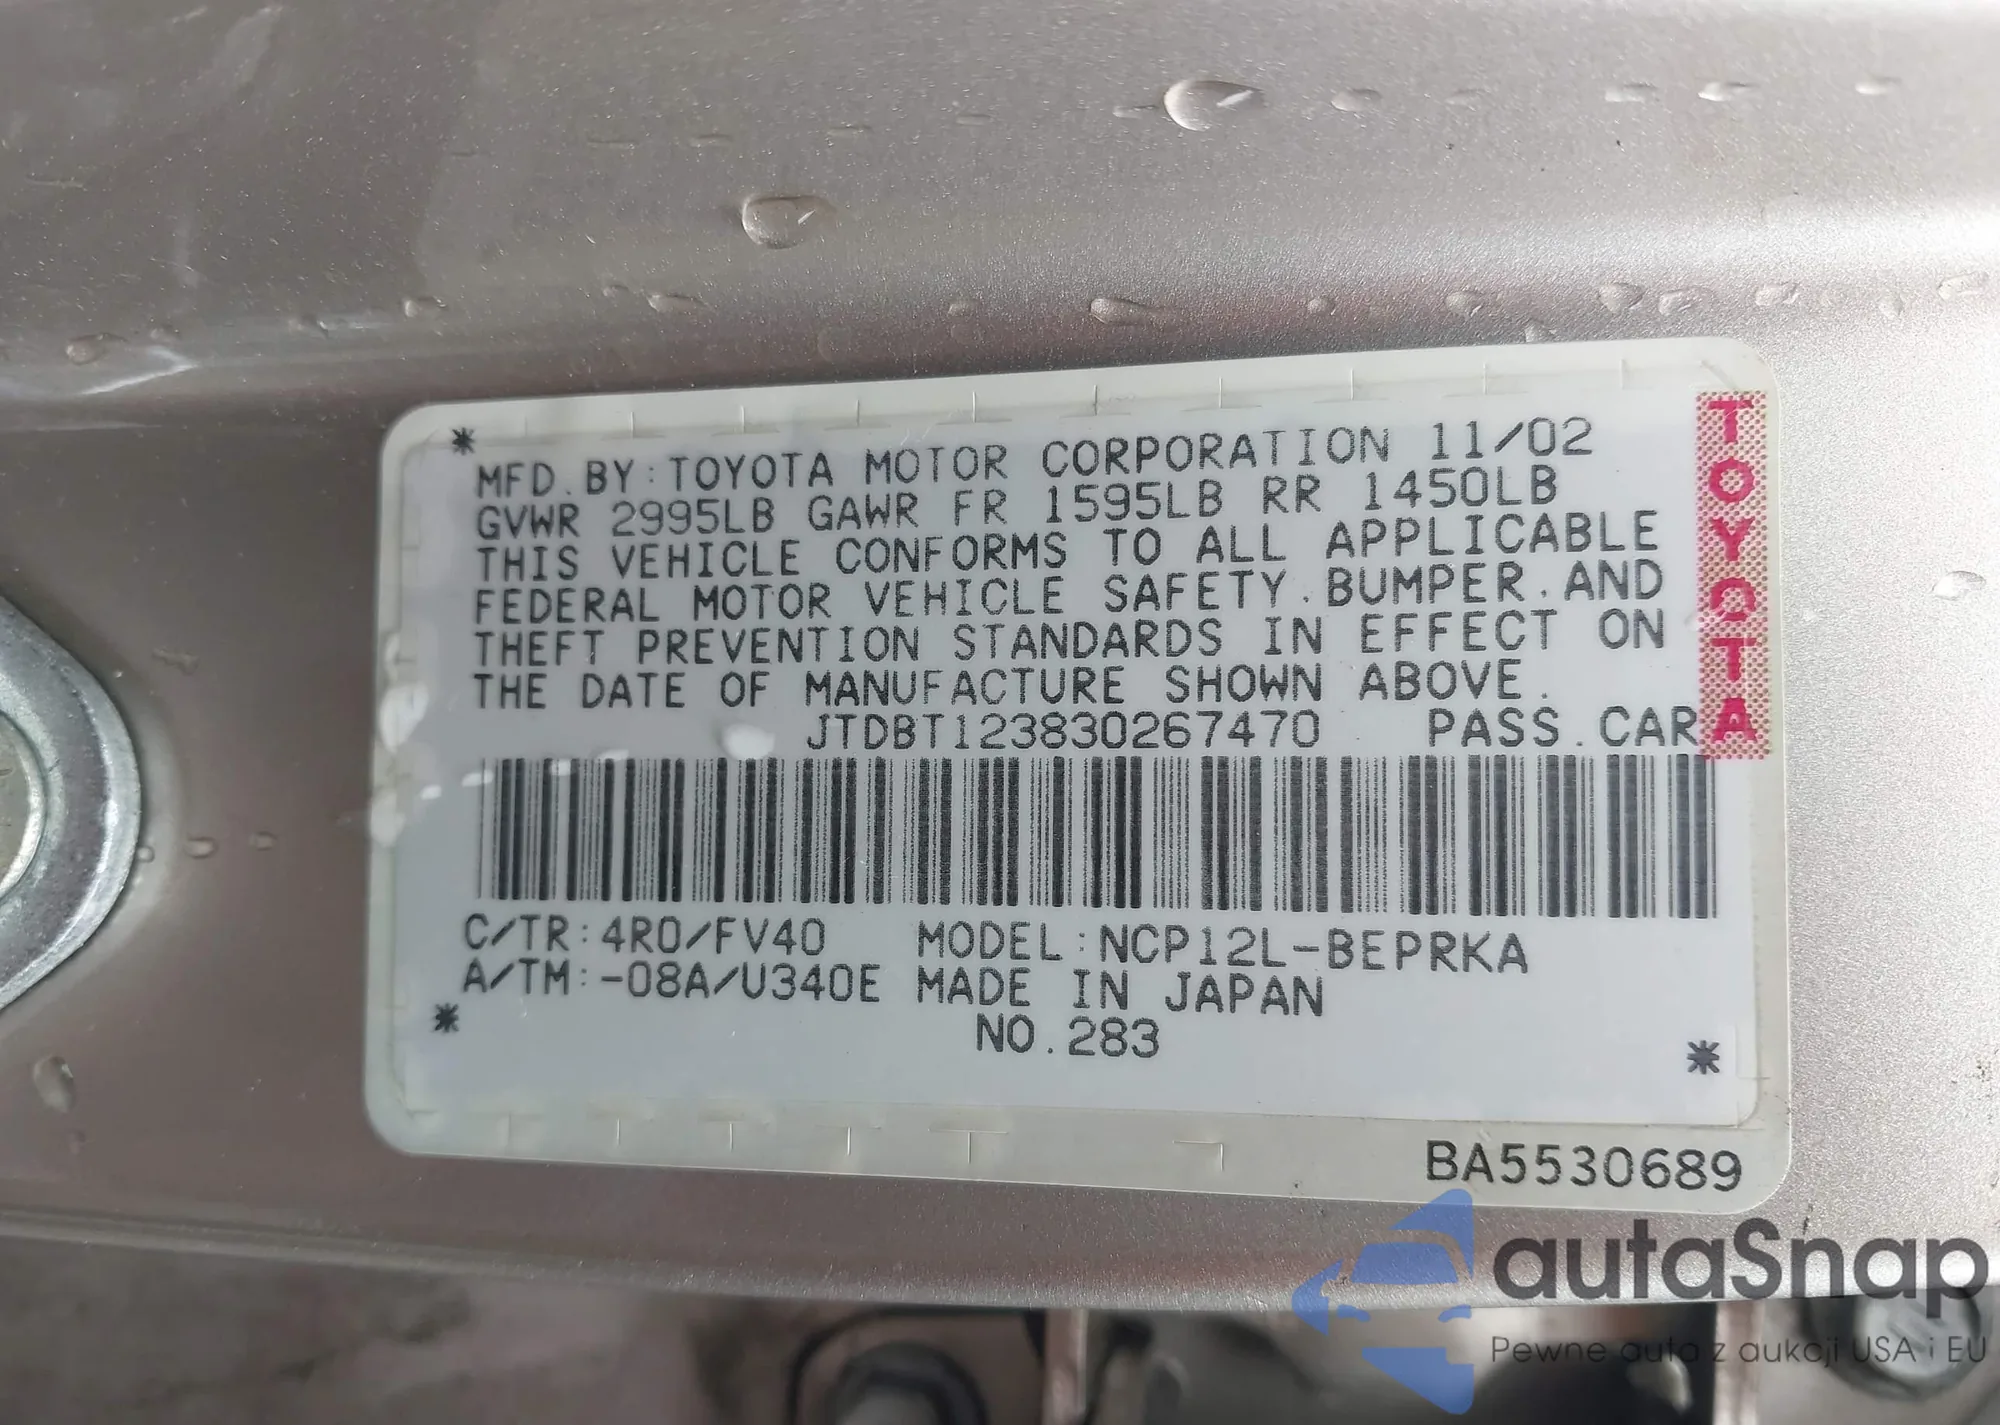 MFD. BY: TOYOTA MOTOR CORPORATION 11/02
GVWR 2995LB GAWR FR 1595LB RR 1450LB
THIS VEHICLE CONFORMS TO ALL APPLICABLE
FEDERAL MOTOR VEHICLE SAFETY. BUMPER. AND
THEFT PREVENTION STANDARDS IN EFFECT ON
THE DATE OF MANUFACTURE SHOWN ABOVE.
JTDBT123830267470 PASS. CAR
TOYOTA
C/TR: 4R0/FV40 MODEL: NCP12L-BEPRKA
A/TM: -08A/U340E MADE IN JAPAN
NO. 283
BA5530689
autaSnap
Pewne auta z aukcji USA i EU